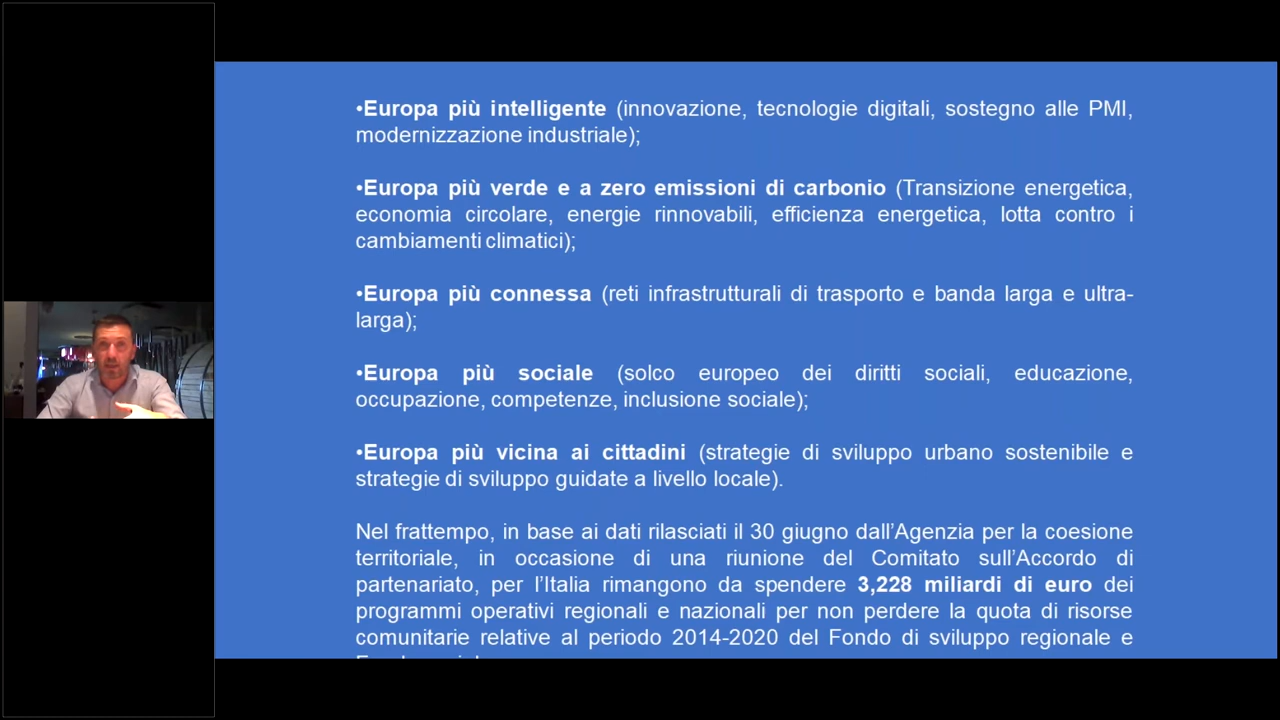 •Europa più intelligente (innovazione, tecnologie digitali, sostegno alle PMI,
modernizzazione industriale);
•Europa più verde e a zero emissioni di carbonio (Transizione energetica,
economia circolare, energie rinnovabili, efficienza energetica, lotta contro i
cambiamenti climatici);
•Europa più connessa (reti infrastrutturali di trasporto e banda larga e ultra-
larga);
•Europa più sociale (solco europeo dei diritti sociali, educazione,
occupazione, competenze, inclusione sociale);
•Europa più vicina ai cittadini (strategie di sviluppo urbano sostenibile e
strategie di sviluppo guidate a livello locale).
Nel frattempo, in base ai dati rilasciati il 30 giugno dall’Agenzia per la coesione
territoriale, in occasione di una riunione del Comitato sull’Accordo di
partenariato, per l’Italia rimangono da spendere 3,228 miliardi di euro dei
programmi operativi regionali e nazionali per non perdere la quota di risorse
comunitarie relative al periodo 2014-2020 del Fondo di sviluppo regionale e